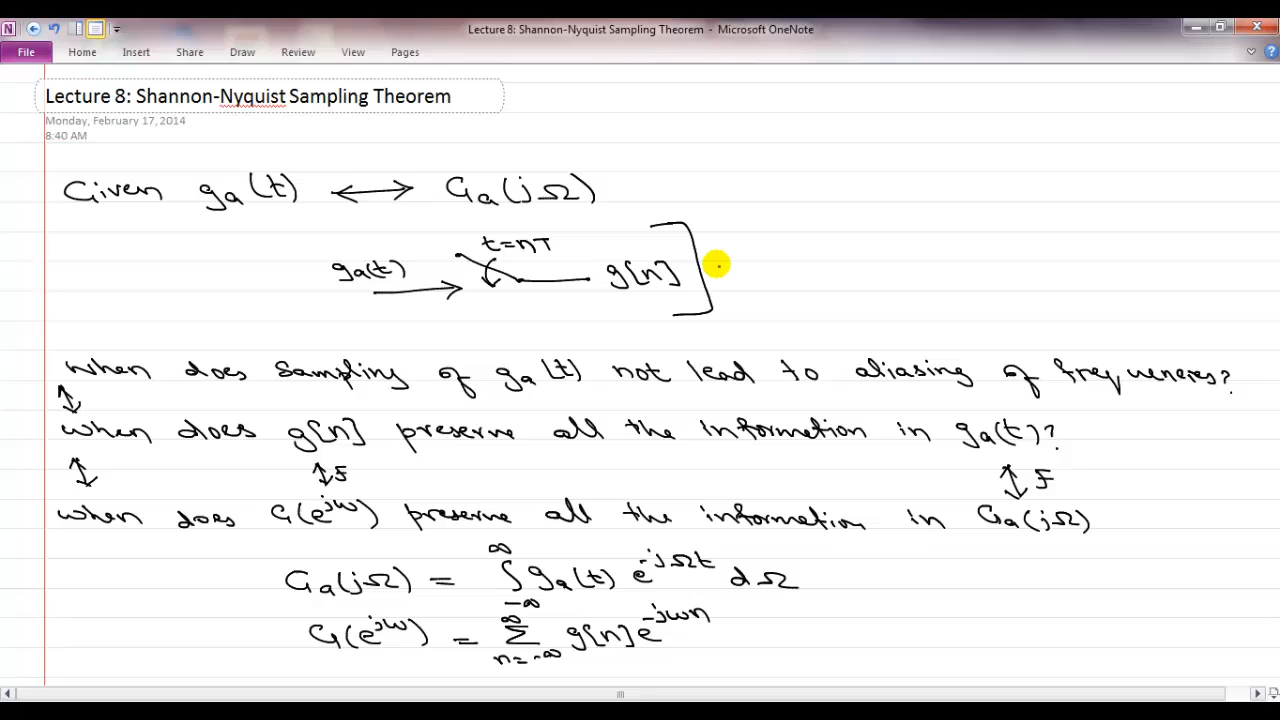 Lecture 8: Shannon-Nyquist Sampling Theorem - Microsoft OneNote
File Home Insert Share Draw Review View Pages
Lecture 8: Shannon-Nyquist Sampling Theorem
Monday, February 17, 2014
8:40 AM
Given gₐ(t) ⟷ Gₐ(jΩ)
t=nT
gₐ(t) → g[n]
When does sampling of gₐ(t) not lead to aliasing of frequencies?
↕
When does g[n] preserve all the information in gₐ(t)?
↕ ↕F ↕F
When does G(e^{jω}) preserve all the information in Gₐ(jΩ)
Gₐ(jΩ) = ∫_{-∞}^{∞} gₐ(t) e^{-jΩt} dΩ
G(e^{jω}) = Σ_{n=-∞}^{∞} g[n] e^{-jωn}